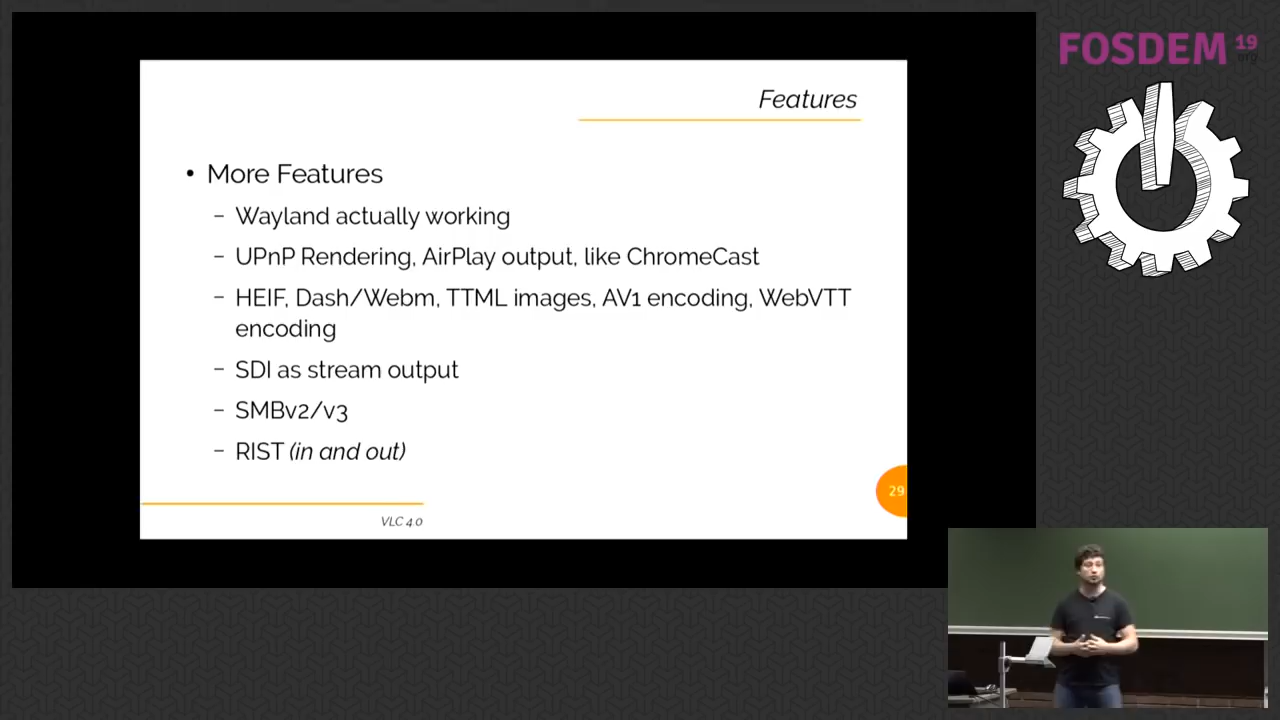 FOSDEM 19
.org
Features
• More Features
– Wayland actually working
– UPnP Rendering, AirPlay output, like ChromeCast
– HEIF, Dash/Webm, TTML images, AV1 encoding, WebVTT
encoding
– SDI as stream output
– SMBv2/v3
– RIST (in and out)
29
VLC 4.0